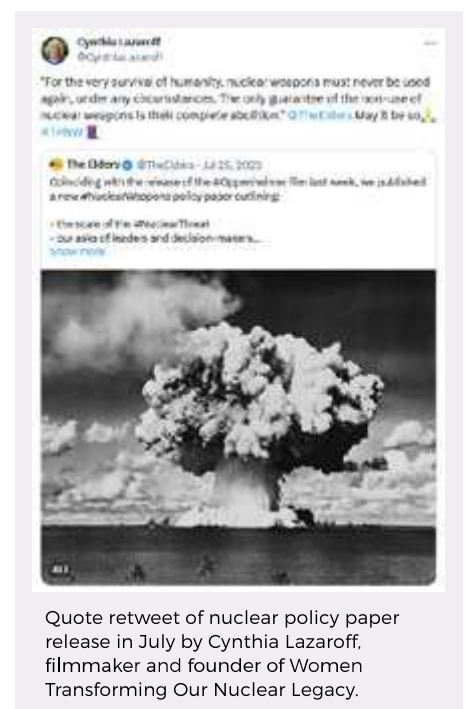 Cynthia Lazaroff
@CynthiaLazaroff
"For the very survival of humanity, nuclear weapons must never be used
again, under any circumstances. The only guarantee of the non-use of
nuclear weapons is their complete abolition." @TheElders May it be so
The Elders @TheElders - Jul 25, 2023
Coinciding with the release of the #Oppenheimer film last week, we published
a new #NuclearWeapons policy paper outlining:
- the scale of the #NuclearThreat
- our asks of leaders and decision-makers...
Show more
ALT
Quote retweet of nuclear policy paper
release in July by Cynthia Lazaroff,
filmmaker and founder of Women
Transforming Our Nuclear Legacy.